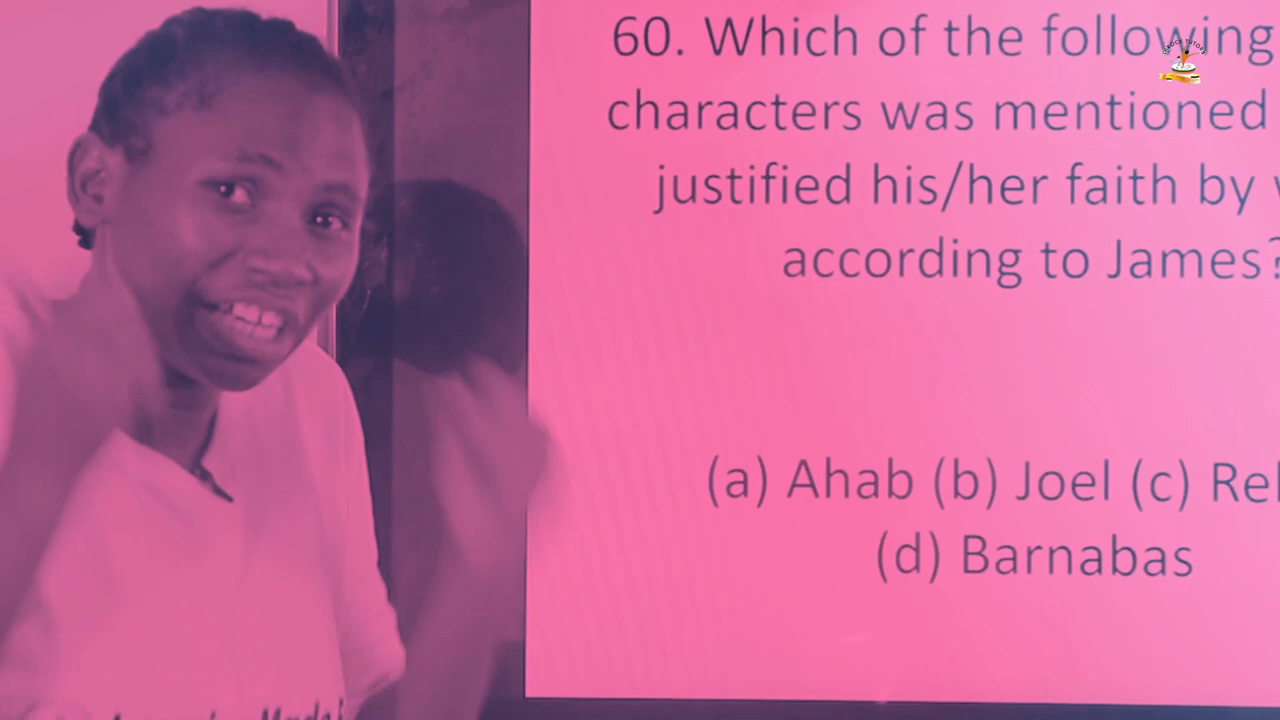 60. Which of the following
characters was mentioned
justified his/her faith by
according to James?
(a) Ahab (b) Joel (c)
(d) Barnabas